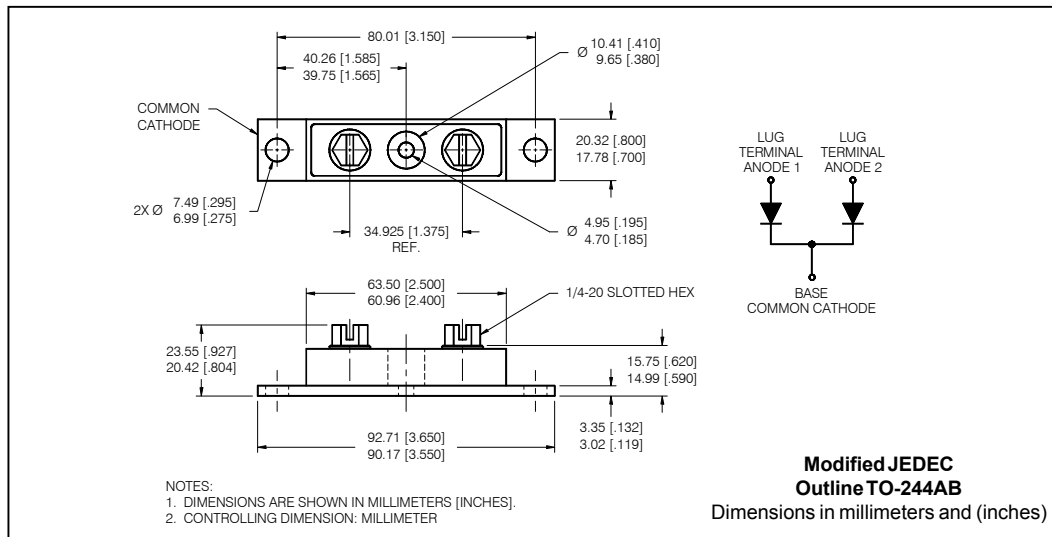 80.01 [3.150]
40.26 [1.585]
39.75 [1.565]
Ø 10.41 [.410]
9.65 [.380]
COMMON
CATHODE
20.32 [.800]
17.78 [.700]
2X Ø 7.49 [.295]
6.99 [.275]
34.925 [1.375]
REF.
Ø 4.95 [.195]
4.70 [.185]
LUG
TERMINAL
ANODE 1
LUG
TERMINAL
ANODE 2
BASE
COMMON CATHODE
63.50 [2.500]
60.96 [2.400]
1/4-20 SLOTTED HEX
23.55 [.927]
20.42 [.804]
15.75 [.620]
14.99 [.590]
3.35 [.132]
3.02 [.119]
92.71 [3.650]
90.17 [3.550]
NOTES:
1. DIMENSIONS ARE SHOWN IN MILLIMETERS [INCHES].
2. CONTROLLING DIMENSION: MILLIMETER
Modified JEDEC
Outline TO-244AB
Dimensions in millimeters and (inches)